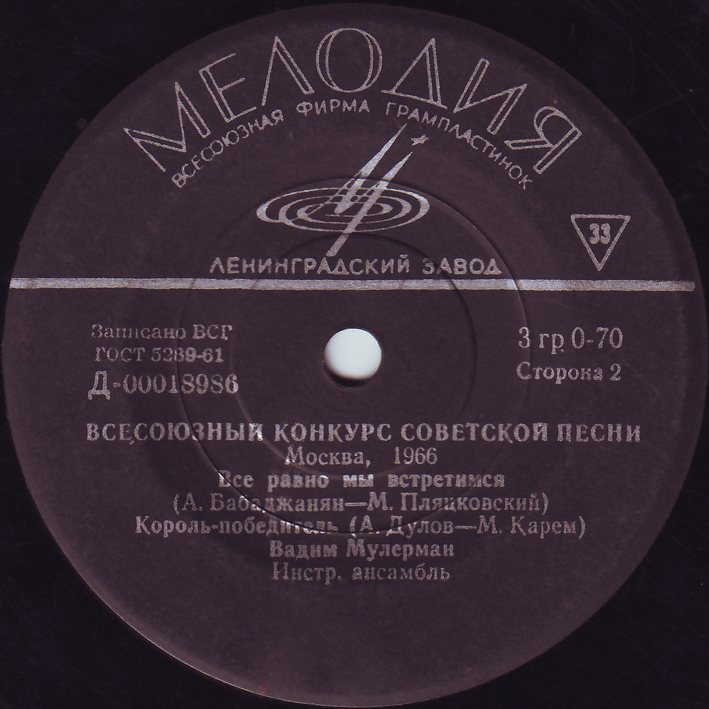 МЕЛОДИЯ
ВСЕСОЮЗНАЯ ФИРМА ГРАМПЛАСТИНОК
33
ЛЕНИНГРАДСКИЙ ЗАВОД
Записано ВСГ
ГОСТ 5289-61
Д-00018986
3 гр. 0-70
Сторона 2
ВСЕСОЮЗНЫЙ КОНКУРС СОВЕТСКОЙ ПЕСНИ
Москва, 1966
Все равно мы встретимся
(А. Бабаджанян—М. Пляцковский)
Король-победитель (А. Дулов—М. Карем)
Вадим Мулерман
Инстр. ансамбль